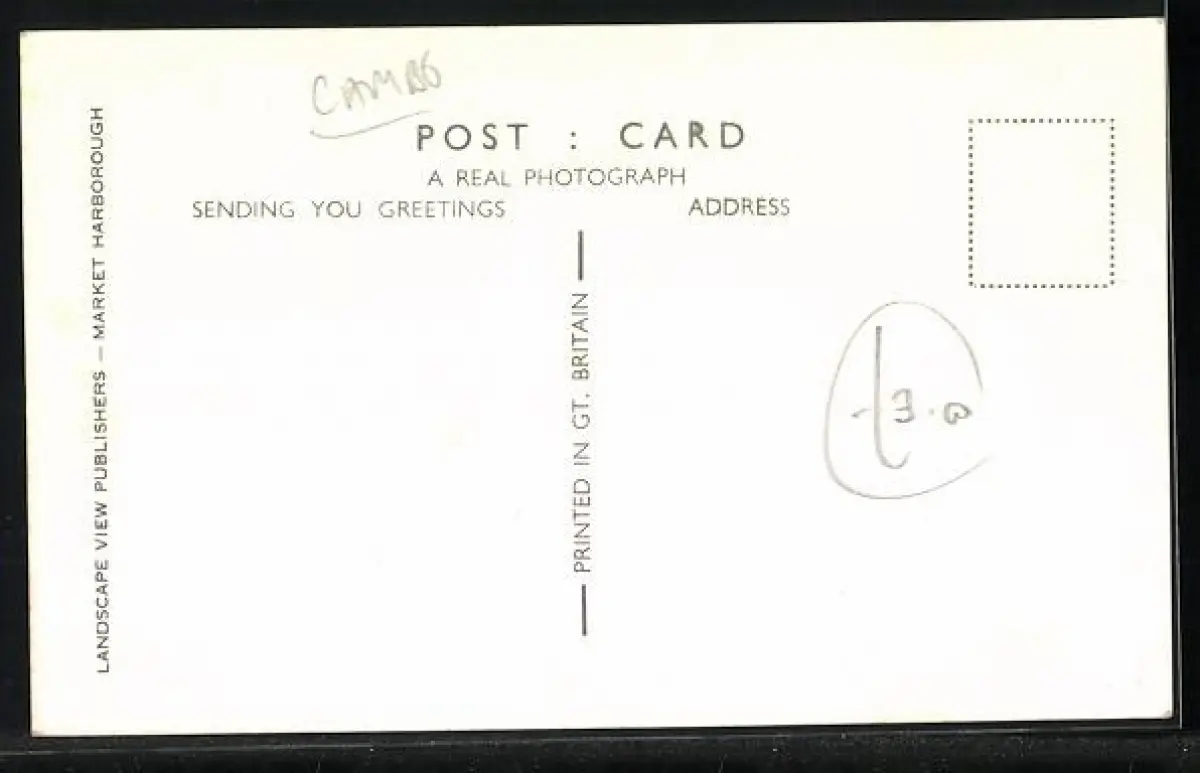 CAMBS
POST : CARD
A REAL PHOTOGRAPH
SENDING YOU GREETINGS
ADDRESS
LANDSCAPE VIEW PUBLISHERS — MARKET HARBOROUGH
— PRINTED IN GT. BRITAIN —